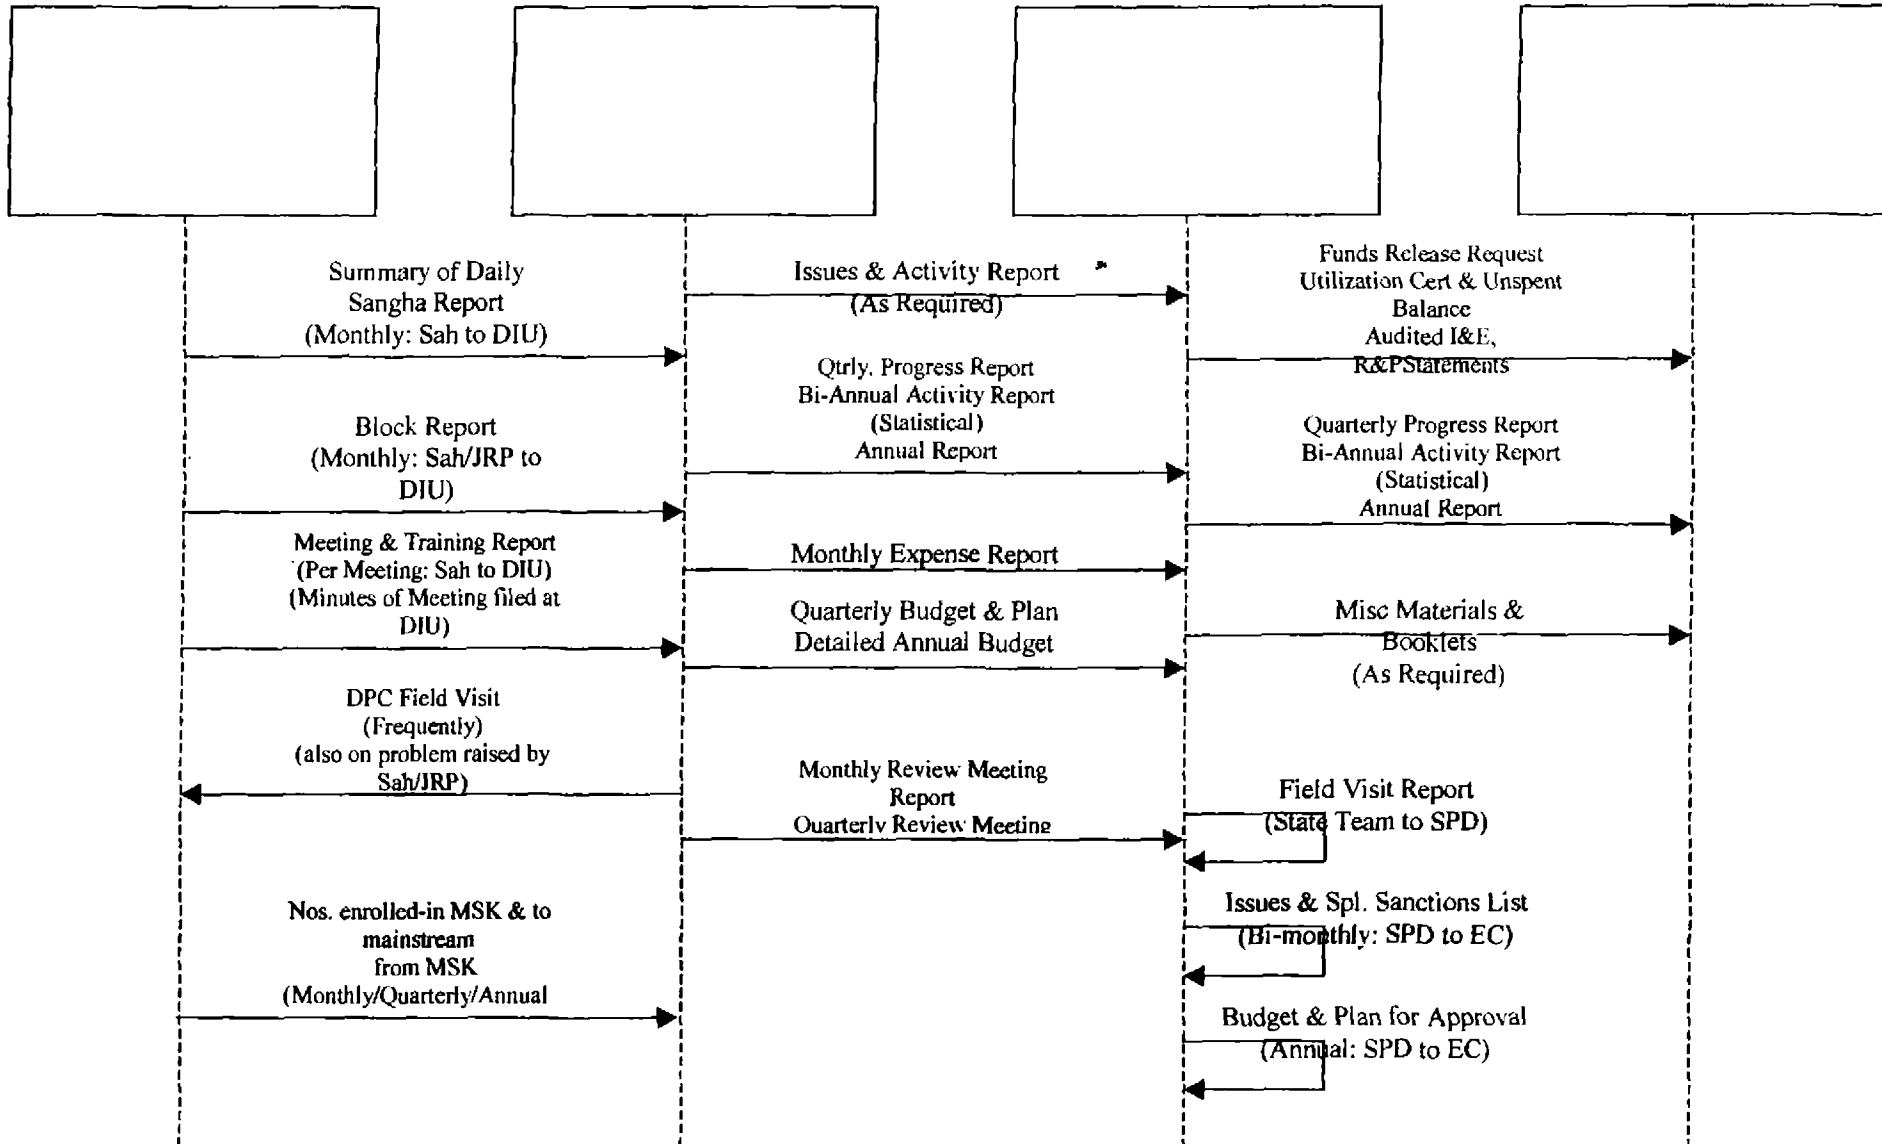 Summary of Daily
Sangha Report
(Monthly: Sah to DIU)
Block Report
(Monthly: Sah/JRP to
DIU)
Meeting & Training Report
(Per Meeting: Sah to DIU)
(Minutes of Meeting filed at
DIU)
DPC Field Visit
(Frequently)
(also on problem raised by
Sah/JRP)
Nos. enrolled-in MSK & to
mainstream
from MSK
(Monthly/Quarterly/Annual
Issues & Activity Report
(As Required)
Qtrly. Progress Report
Bi-Annual Activity Report
(Statistical)
Annual Report
Monthly Expense Report
Quarterly Budget & Plan
Detailed Annual Budget
Monthly Review Meeting
Report
Quarterly Review Meeting
Funds Release Request
Utilization Cert & Unspent
Balance
Audited I&E,
R&PStatements
Quarterly Progress Report
Bi-Annual Activity Report
(Statistical)
Annual Report
Misc Materials &
Booklets
(As Required)
Field Visit Report
(State Team to SPD)
Issues & Spl. Sanctions List
(Bi-monthly: SPD to EC)
Budget & Plan for Approval
(Annual: SPD to EC)